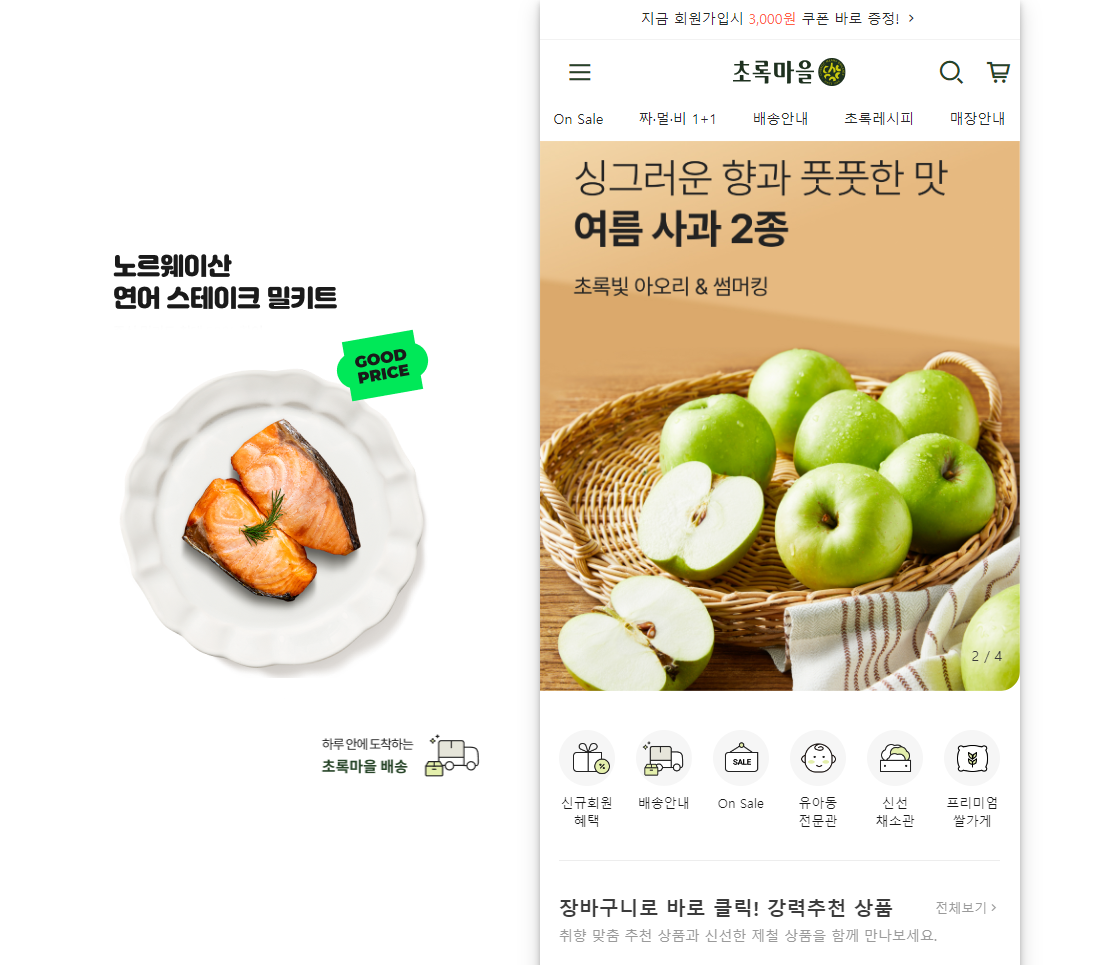 노르웨이산
연어 스테이크 밀키트
GOOD
PRICE
하루 안에 도착하는
초록마을 배송
지금 회원가입시 3,000원 쿠폰 바로 증정! >
초록마을
On Sale
짜·멀·비 1+1
배송안내
초록레시피
매장안내
싱그러운 향과 풋풋한 맛
여름 사과 2종
초록빛 아오리 & 썸머킹
2 / 4
SALE
신규회원
혜택
배송안내
On Sale
유아동
전문관
신선
채소관
프리미엄
쌀가게
장바구니로 바로 클릭! 강력추천 상품
전체보기 >
취향 맞춤 추천 상품과 신선한 제철 상품을 함께 만나보세요.